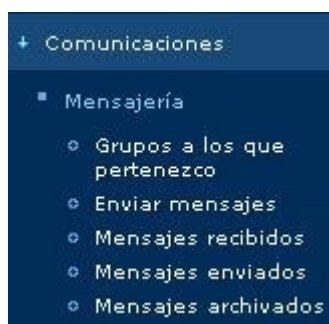 Comunicaciones
Mensajería
Grupos a los que
pertenezco
Enviar mensajes
Mensajes recibidos
Mensajes enviados
Mensajes archivados